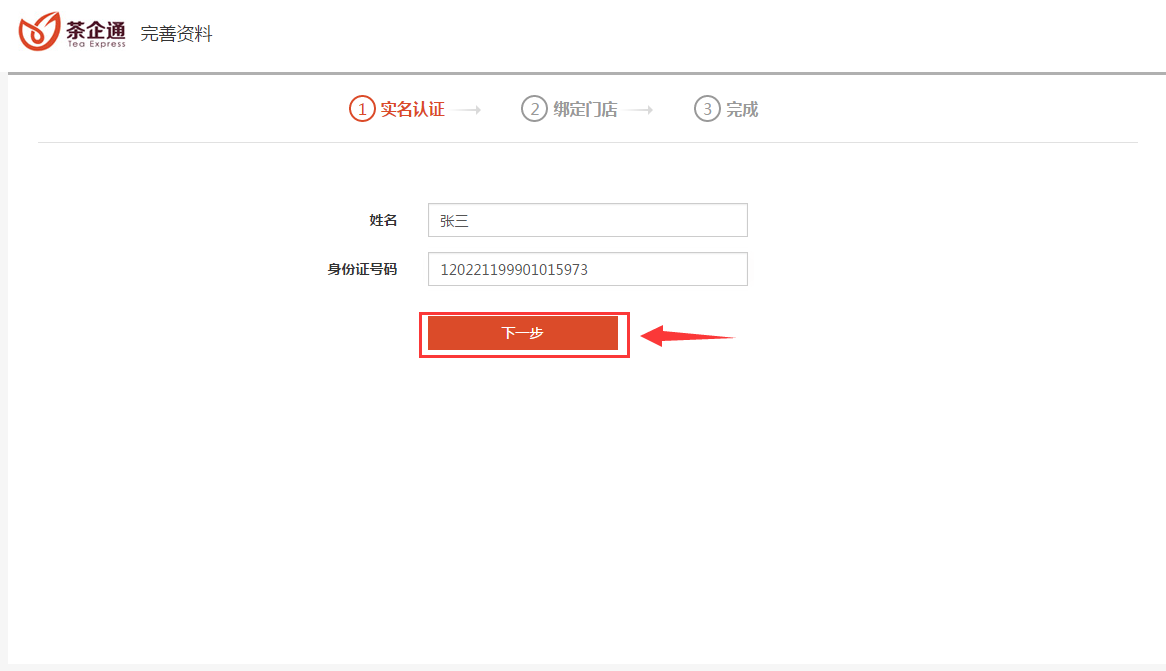 茶企通
Tea Express
完善资料
1 实名认证 2 绑定门店 3 完成
姓名 张三
身份证号码 120221199901015973
下一步